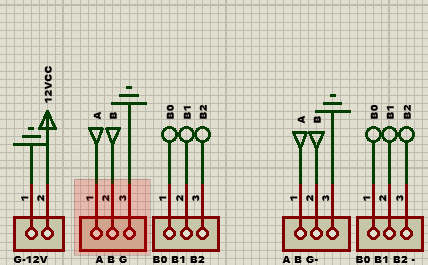 12VCC
A B B0 B1 B2 A B B0 B1 B2
1 2 1 2 3 1 2 3 1 2 3 1 2 3
G-12V A B G B0 B1 B2 A B G- B0 B1 B2 -